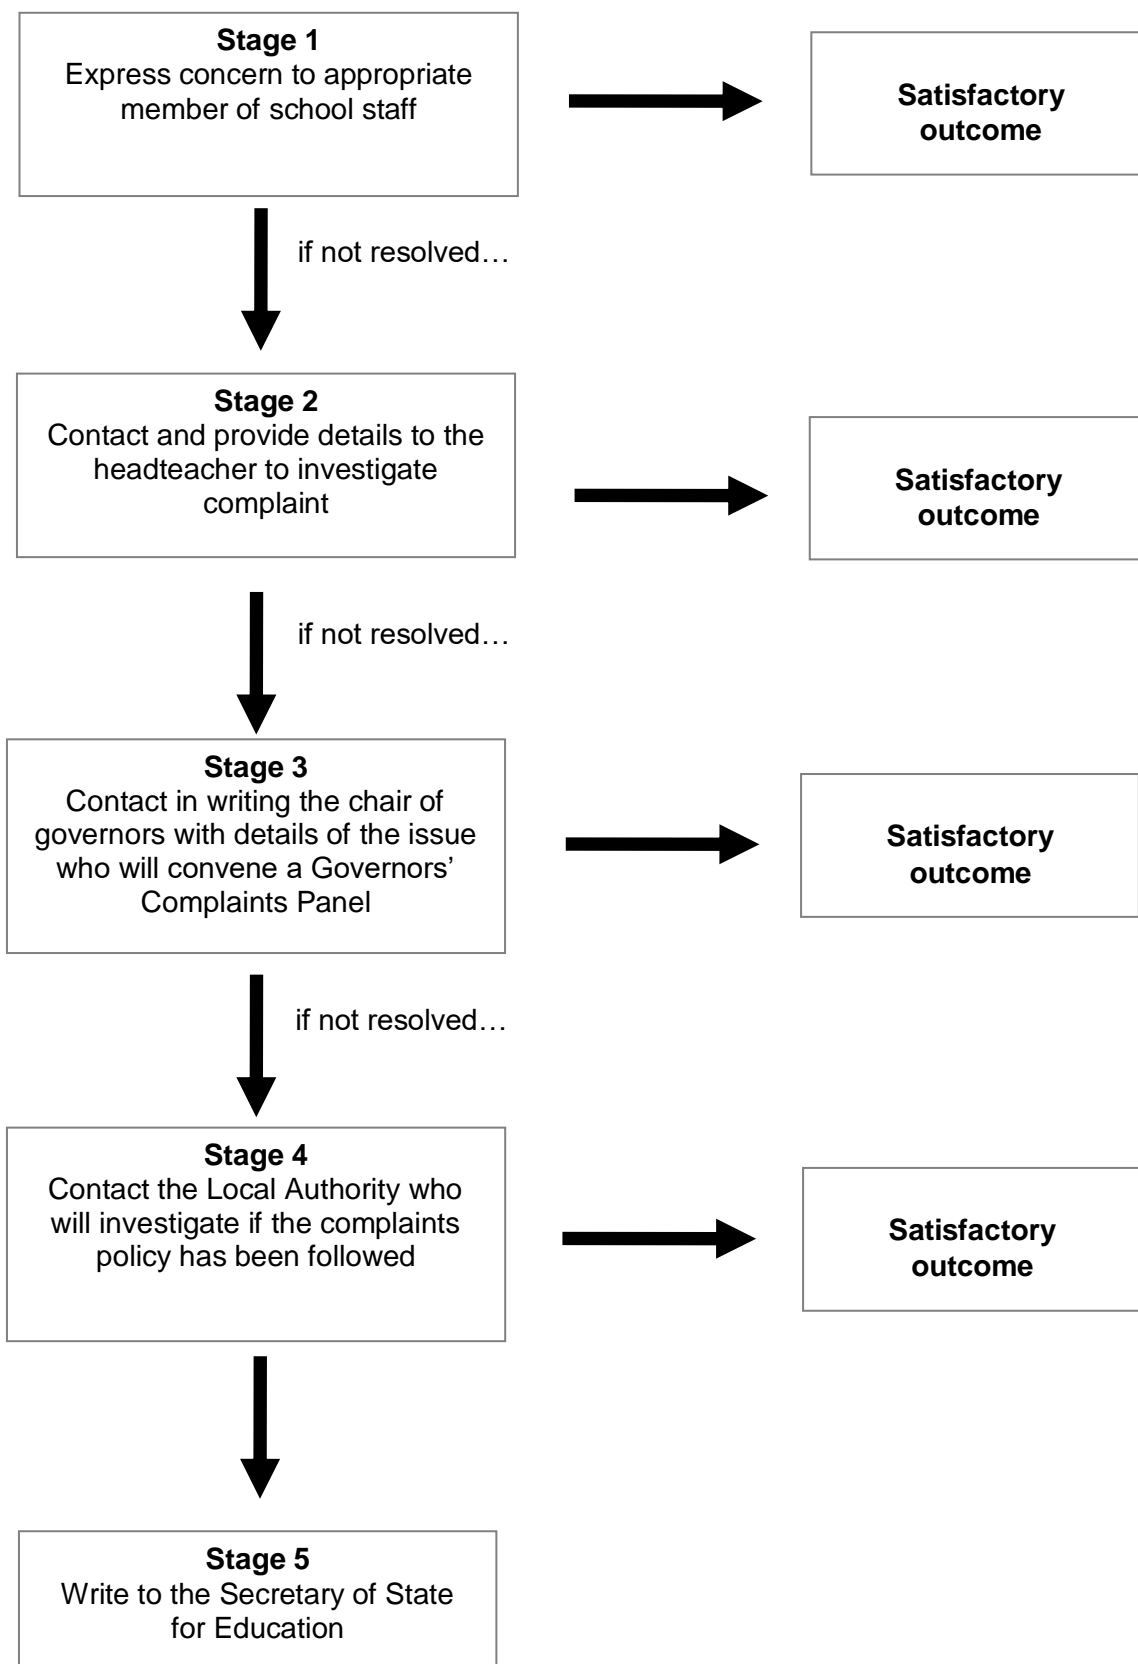 Stage 1
Express concern to appropriate
member of school staff
Satisfactory
outcome
if not resolved…
Stage 2
Contact and provide details to the
headteacher to investigate
complaint
Satisfactory
outcome
if not resolved…
Stage 3
Contact in writing the chair of
governors with details of the issue
who will convene a Governors’
Complaints Panel
Satisfactory
outcome
if not resolved…
Stage 4
Contact the Local Authority who
will investigate if the complaints
policy has been followed
Satisfactory
outcome
Stage 5
Write to the Secretary of State
for Education